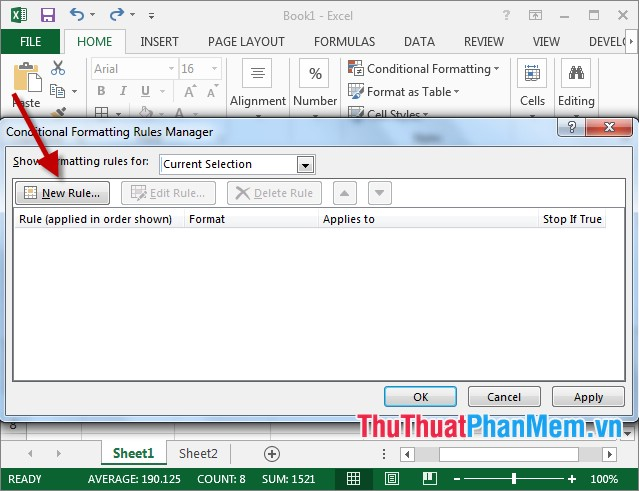 Book1 - Excel
FILE HOME INSERT PAGE LAYOUT FORMULAS DATA REVIEW VIEW DEVELO
Paste
Arial 16
Alignment
Number
Conditional Formatting
Format as Table
Cell Styles
Cells
Editing
Conditional Formatting Rules Manager
Show formatting rules for: Current Selection
New Rule... Edit Rule... Delete Rule
Rule (applied in order shown) Format Applies to Stop If True
OK Cancel Apply
ThuThuatPhanMem.vn
Sheet1 Sheet2
READY AVERAGE: 190.125 COUNT: 8 SUM: 1521 100%